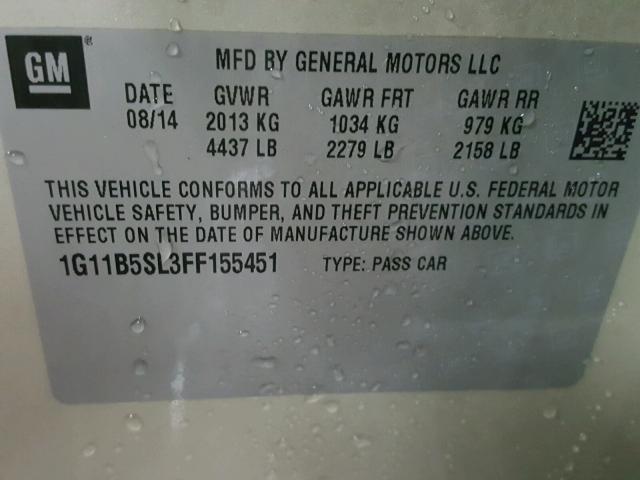 GM ®
MFD BY GENERAL MOTORS LLC
DATE GVWR GAWR FRT GAWR RR
08/14 2013 KG 1034 KG 979 KG
4437 LB 2279 LB 2158 LB
THIS VEHICLE CONFORMS TO ALL APPLICABLE U.S. FEDERAL MOTOR
VEHICLE SAFETY, BUMPER, AND THEFT PREVENTION STANDARDS IN
EFFECT ON THE DATE OF MANUFACTURE SHOWN ABOVE.
1G11B5SL3FF155451 TYPE: PASS CAR